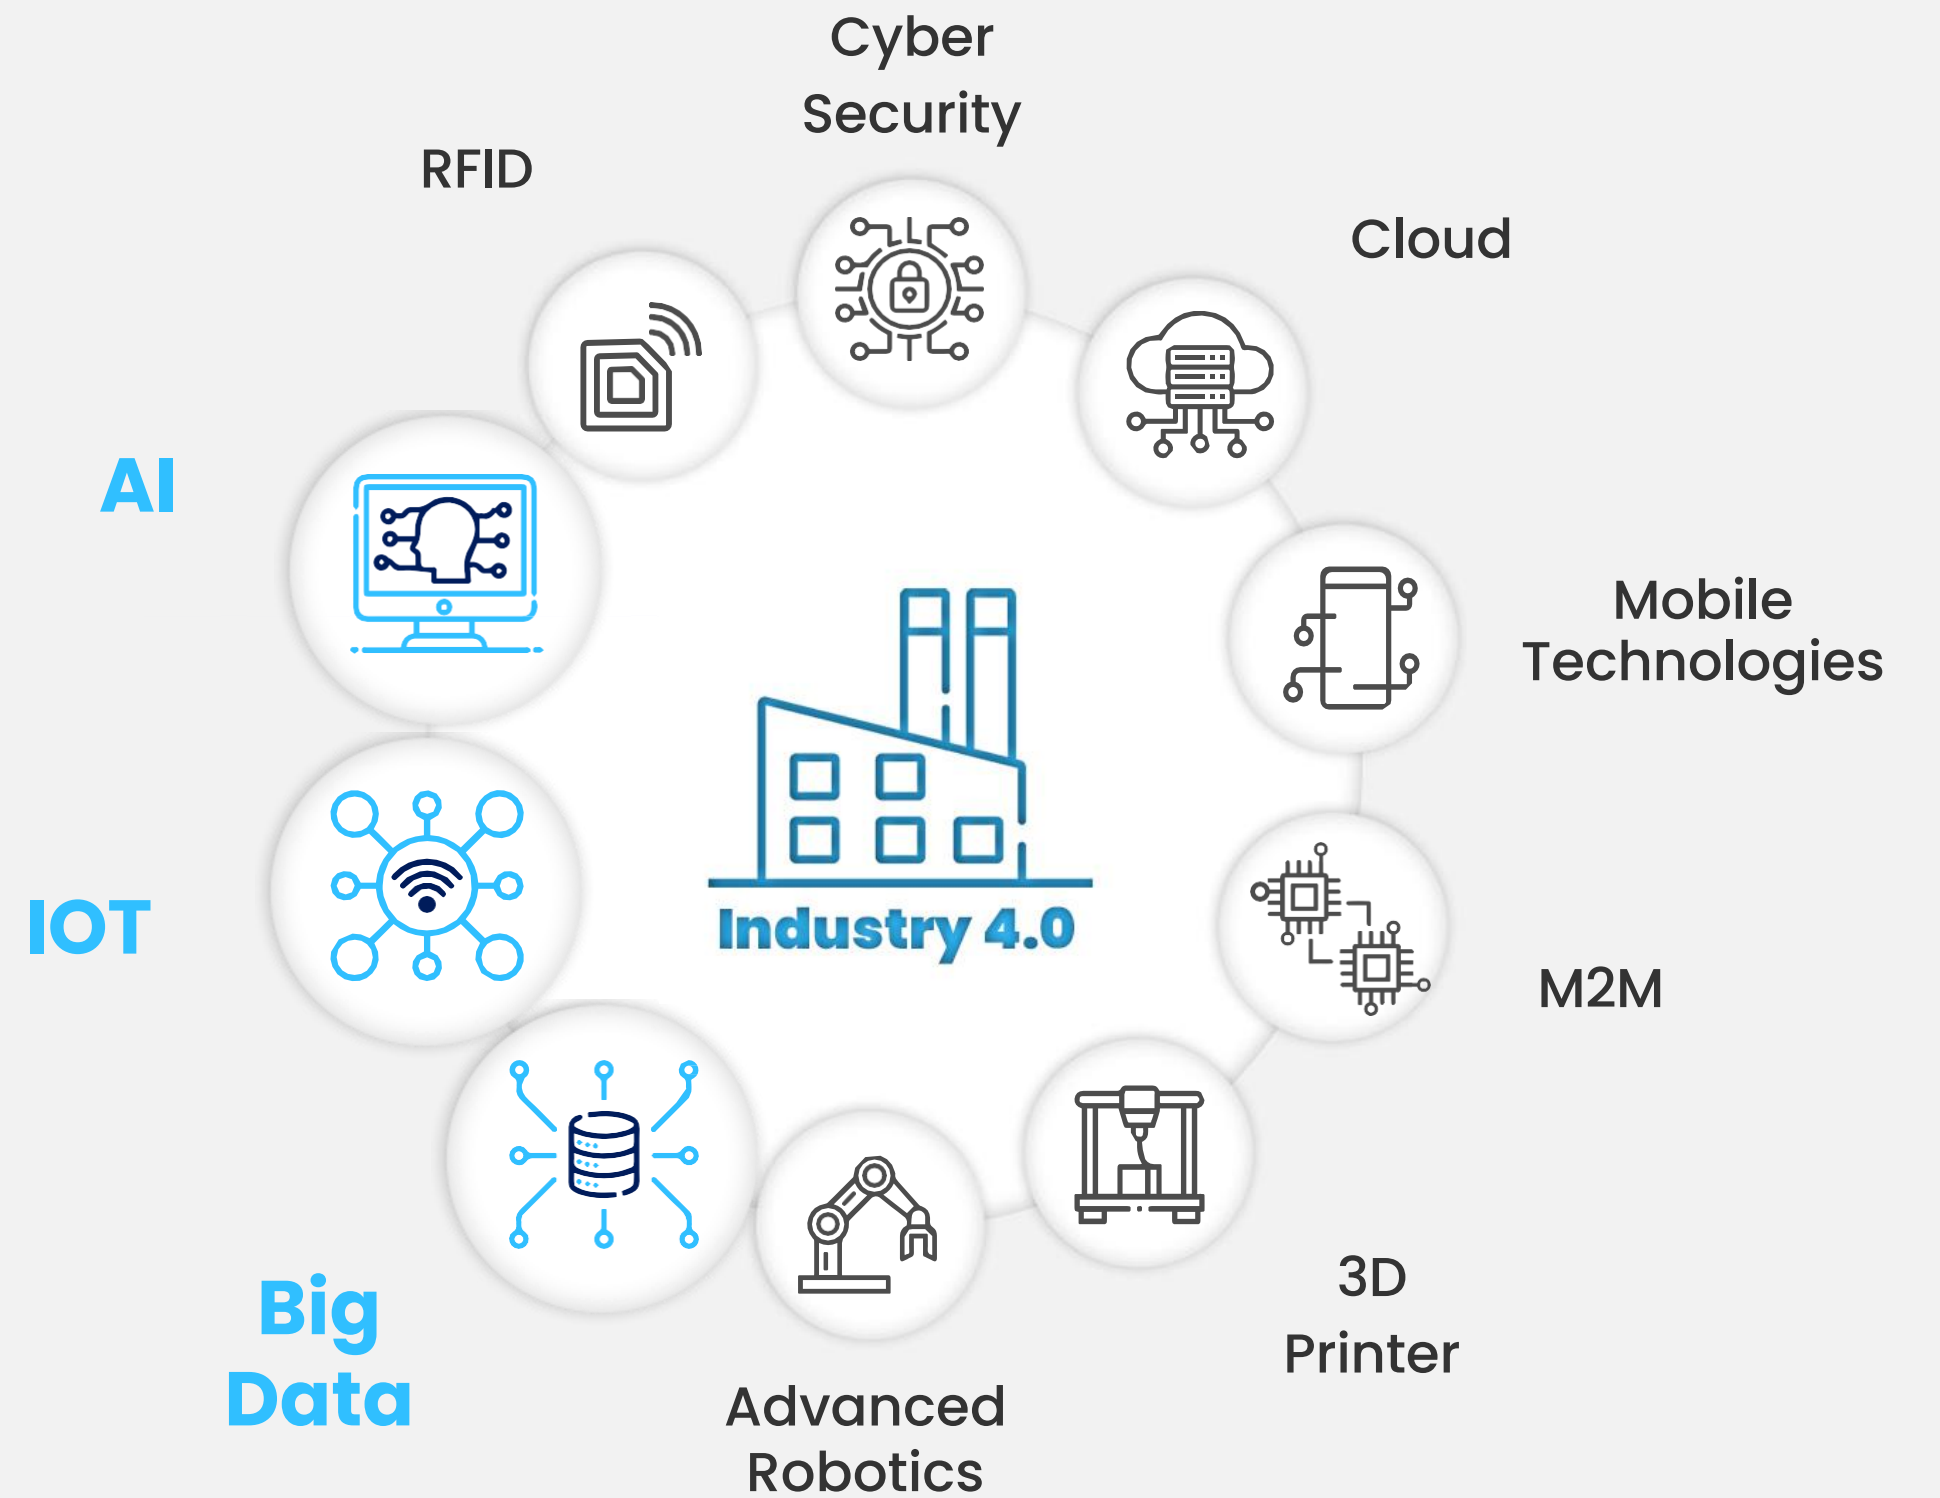 Cyber
Security
RFID
Cloud
AI
Mobile
Technologies
Industry 4.0
IOT
M2M
3D
Printer
Big
Data
Advanced
Robotics